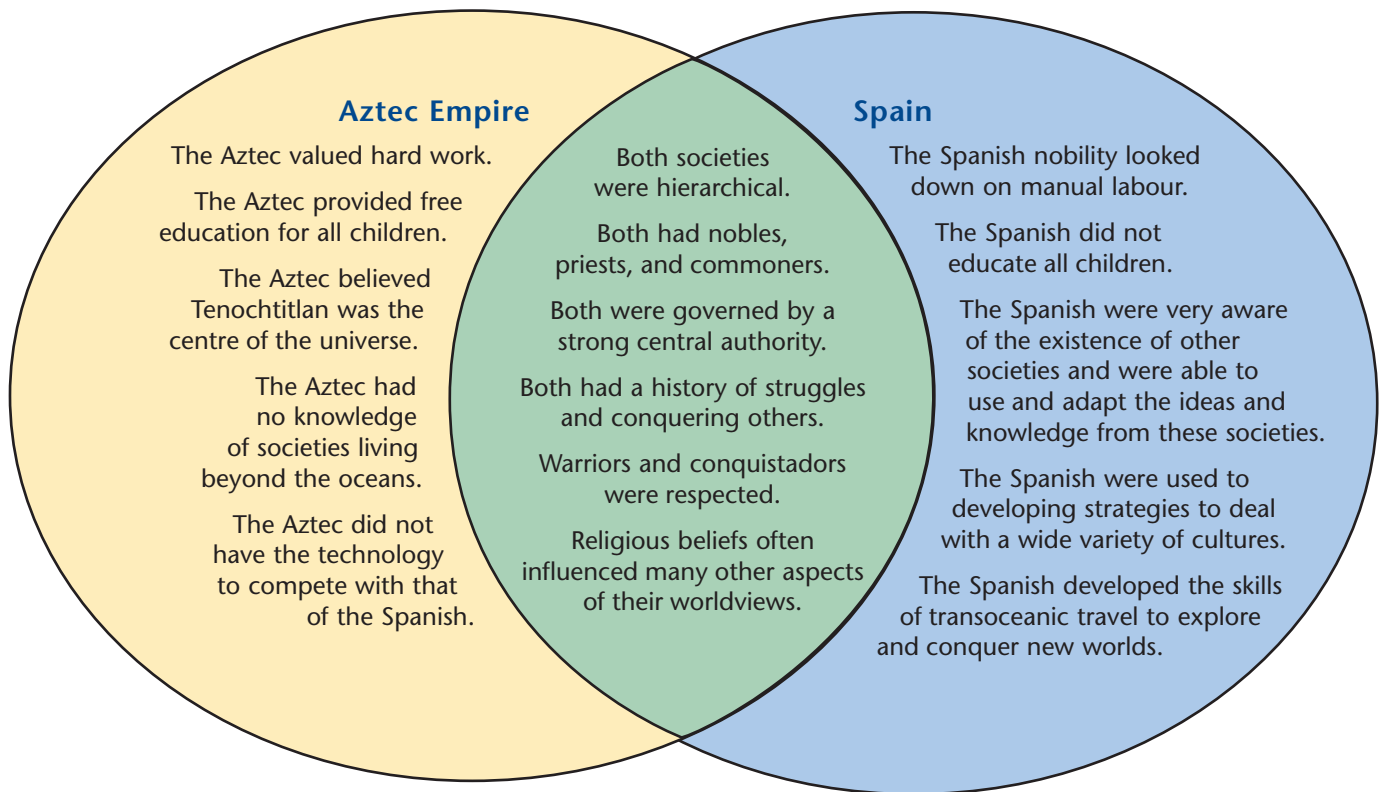 Aztec Empire
The Aztec valued hard work.
The Aztec provided free
education for all children.
The Aztec believed
Tenochtitlan was the
centre of the universe.
The Aztec had
no knowledge
of societies living
beyond the oceans.
The Aztec did not
have the technology
to compete with that
of the Spanish.
Both societies
were hierarchical.
Both had nobles,
priests, and commoners.
Both were governed by a
strong central authority.
Both had a history of struggles
and conquering others.
Warriors and conquistadors
were respected.
Religious beliefs often
influenced many other aspects
of their worldviews.
Spain
The Spanish nobility looked
down on manual labour.
The Spanish did not
educate all children.
The Spanish were very aware
of the existence of other
societies and were able to
use and adapt the ideas and
knowledge from these societies.
The Spanish were used to
developing strategies to deal
with a wide variety of cultures.
The Spanish developed the skills
of transoceanic travel to explore
and conquer new worlds.